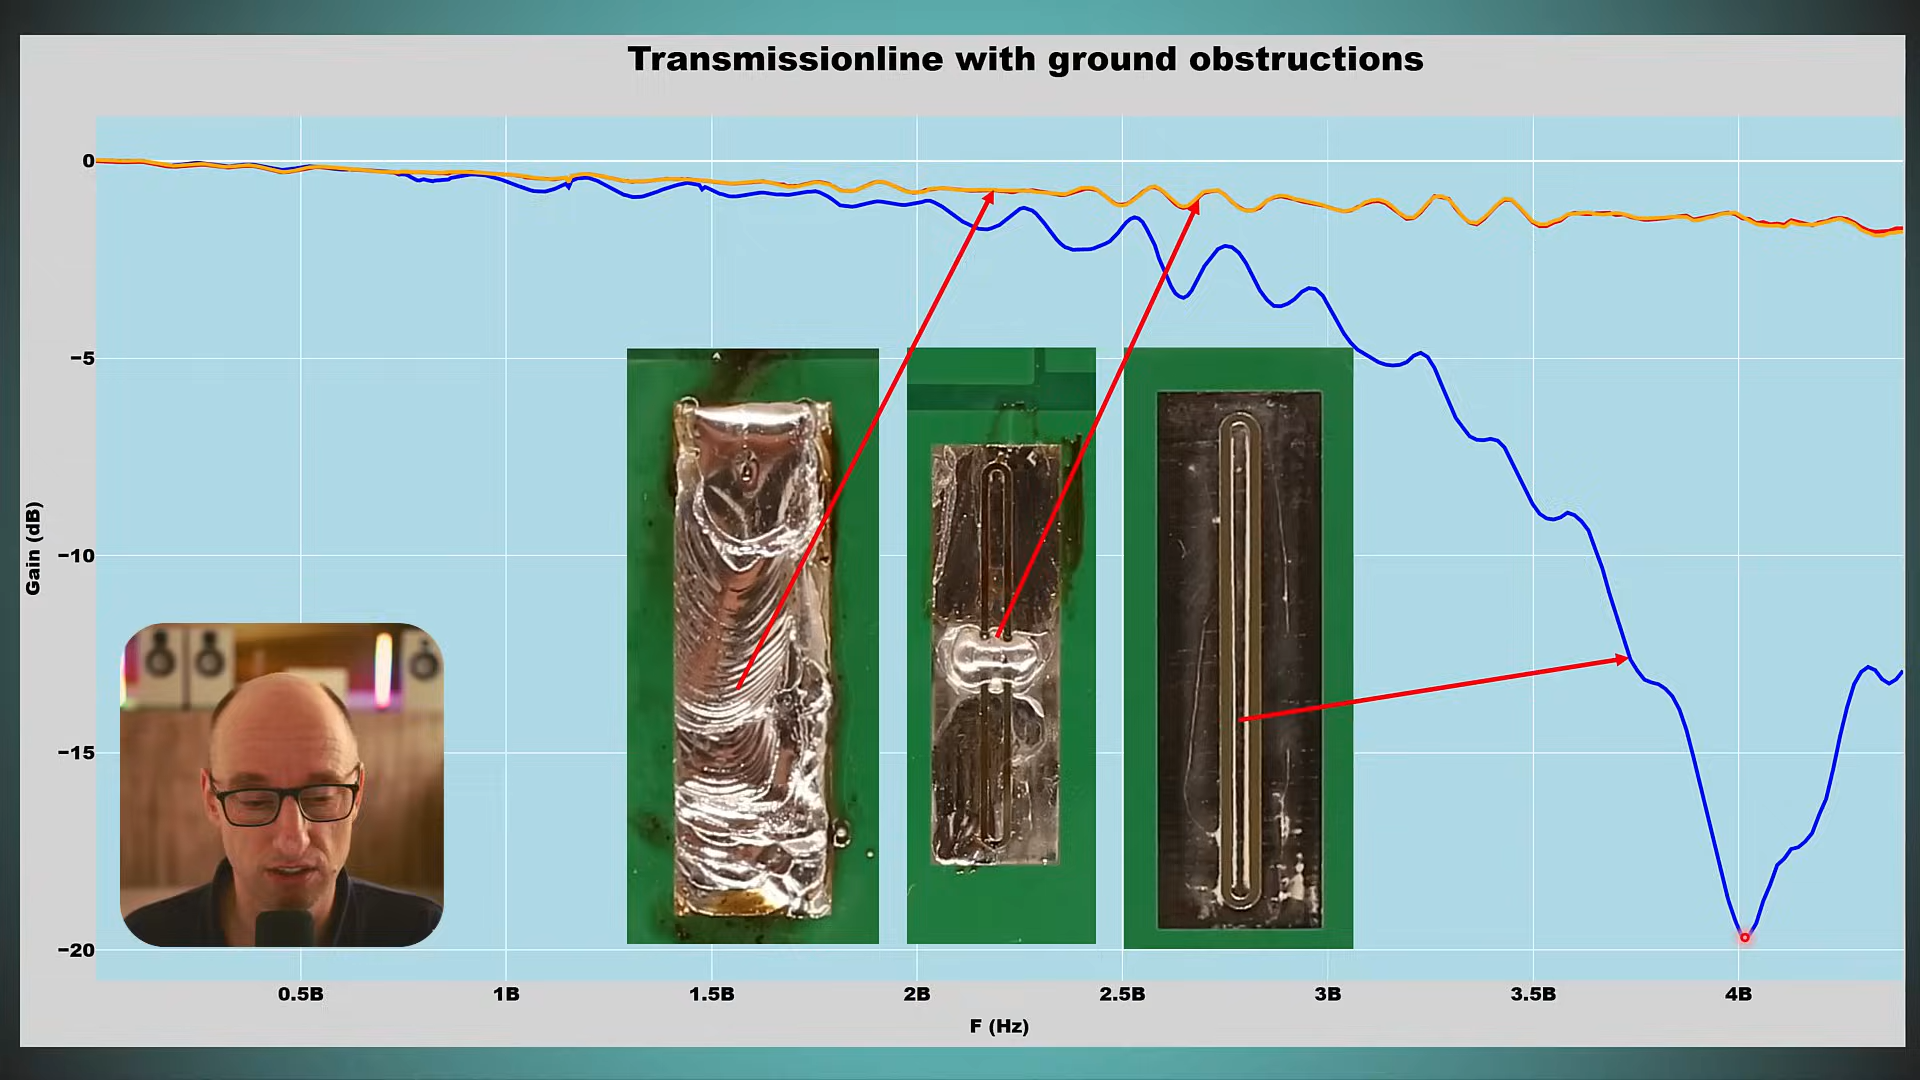 Transmissionline with ground obstructions
0
−5
−10
−15
−20
Gain (dB)
0.5B
1B
1.5B
2B
2.5B
3B
3.5B
4B
F (Hz)